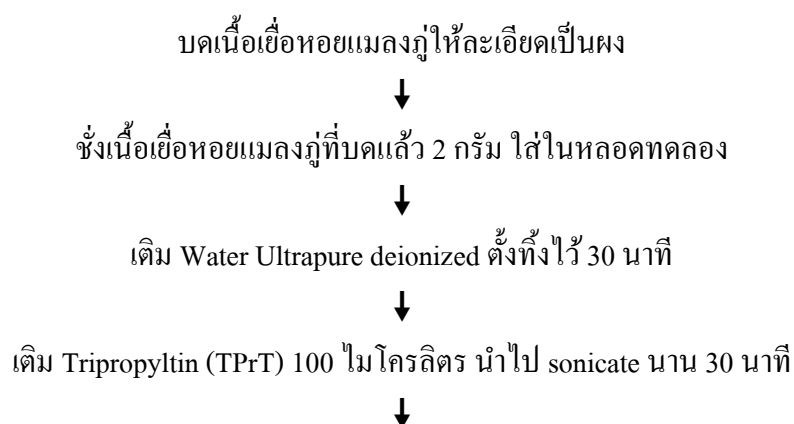 บดเนื้อเยื่อหอยแมลงภู่ให้ละเอียดเป็นผง
ชั่งเนื้อเยื่อหอยแมลงภู่ที่บดแล้ว 2 กรัม ใส่ในหลอดทดลอง
เติม Water Ultrapure deionized ตั้งทิ้งไว้ 30 นาที
เติม Tripropyltin (TPrT) 100 ไมโครลิตร นำไป sonicate นาน 30 นาที